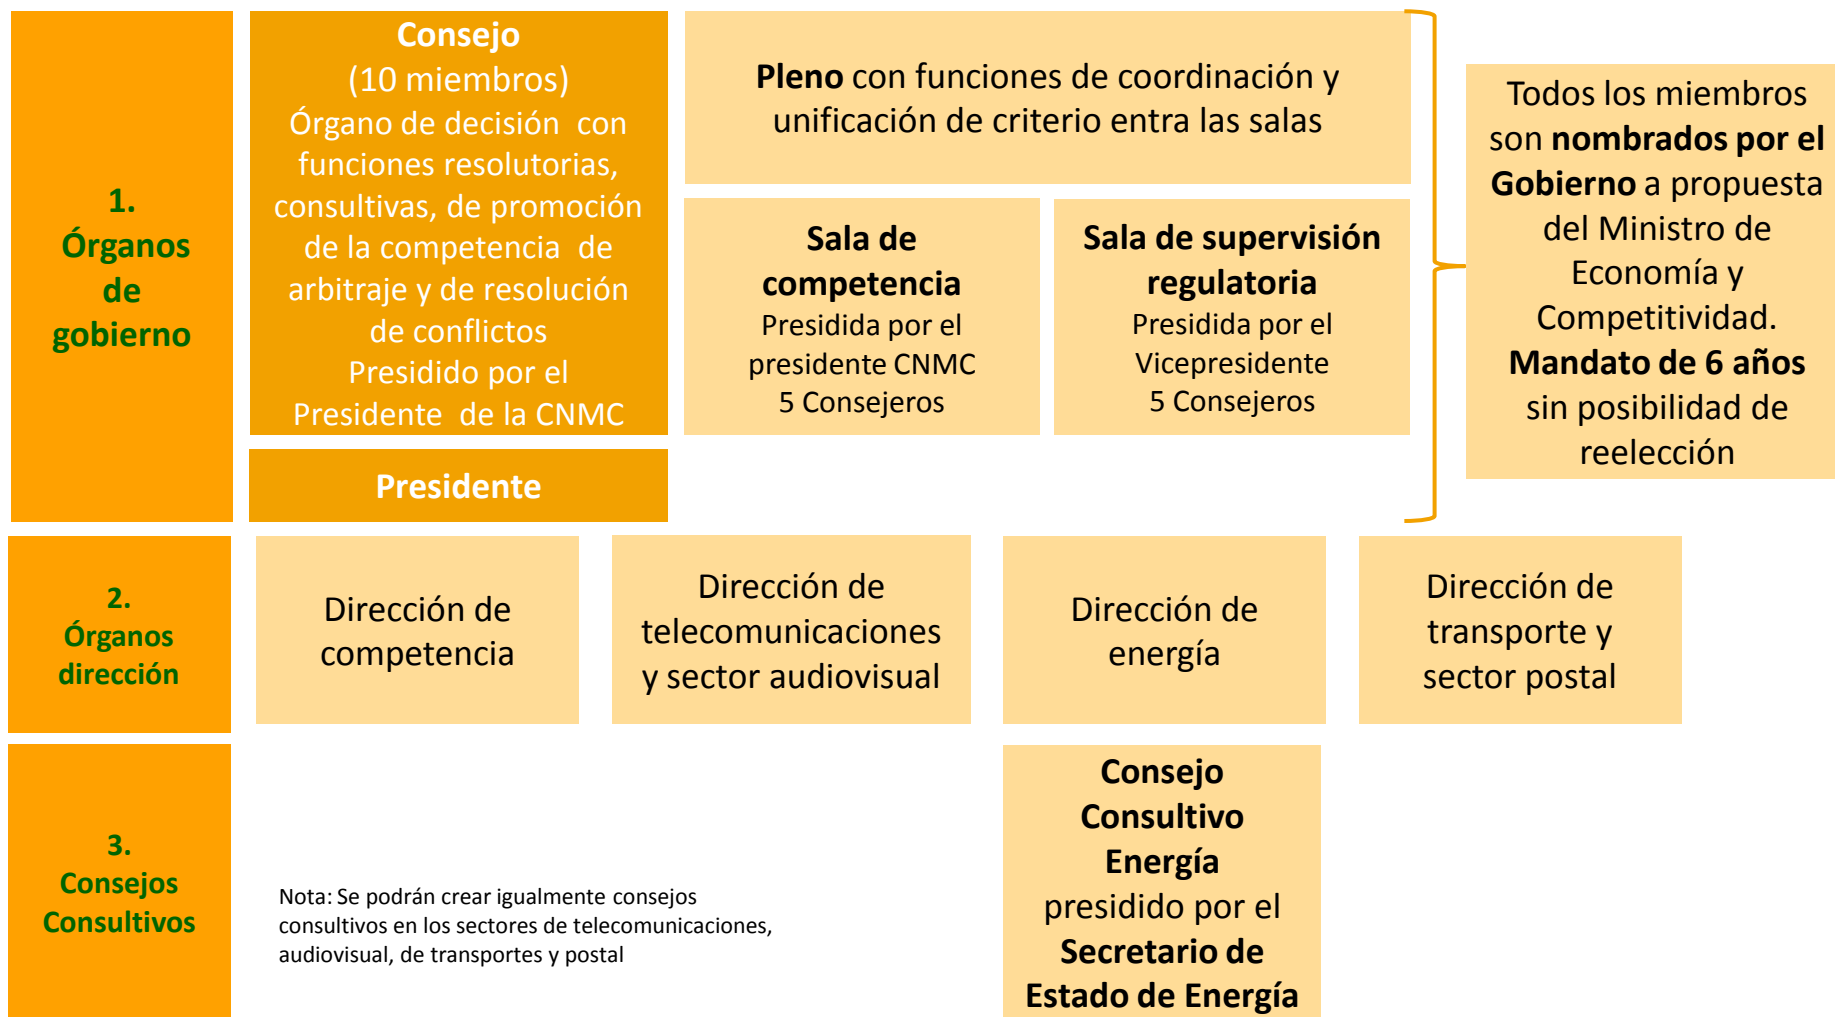 1.
Órganos
de
gobierno
Consejo
(10 miembros)
Órgano de decisión con
funciones resolutorias,
consultivas, de promoción
de la competencia de
arbitraje y de resolución
de conflictos
Presidido por el
Presidente de la CNMC
Presidente
Pleno con funciones de coordinación y
unificación de criterio entra las salas
Sala de
competencia
Presidida por el
presidente CNMC
5 Consejeros
Sala de supervisión
regulatoria
Presidida por el
Vicepresidente
5 Consejeros
Todos los miembros
son nombrados por el
Gobierno a propuesta
del Ministro de
Economía y
Competitividad.
Mandato de 6 años
sin posibilidad de
reelección
2.
Órganos
dirección
Dirección de
competencia
Dirección de
telecomunicaciones
y sector audiovisual
Dirección de
energía
Dirección de
transporte y
sector postal
3.
Consejos
Consultivos
Nota: Se podrán crear igualmente consejos
consultivos en los sectores de telecomunicaciones,
audiovisual, de transportes y postal
Consejo
Consultivo
Energía
presidido por el
Secretario de
Estado de Energía